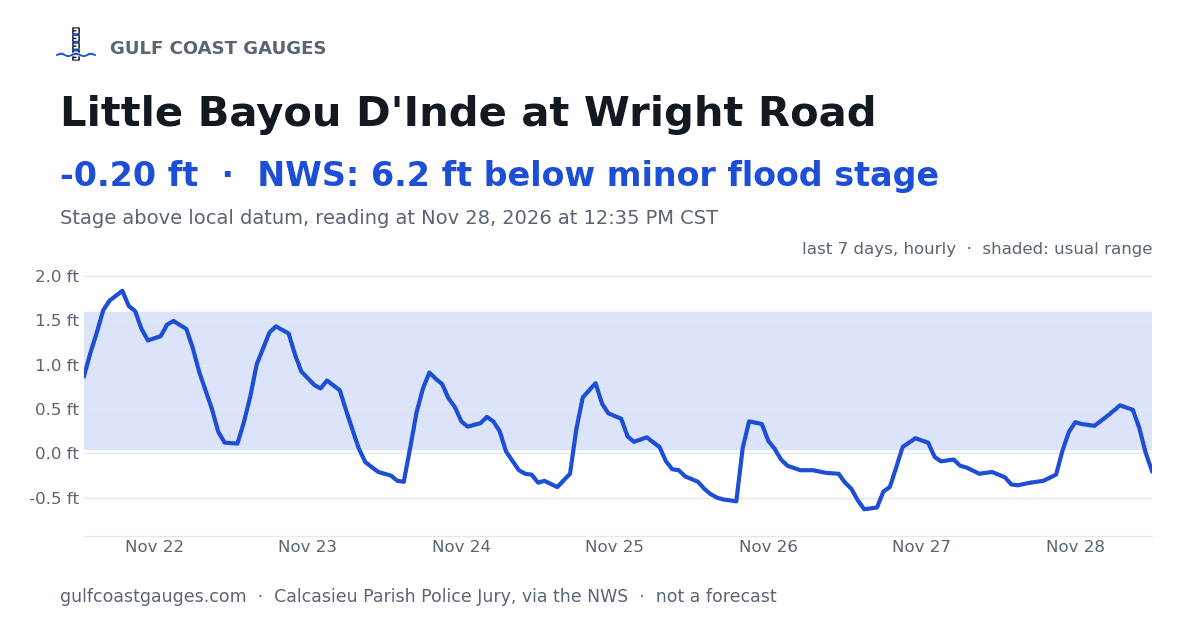 GULF COAST GAUGES
Little Bayou D'Inde at Wright Road
-0.20 ft · NWS: 6.2 ft below minor flood stage
Stage above local datum, reading at Nov 28, 2026 at 12:35 PM CST
last 7 days, hourly · shaded: usual range
2.0 ft
1.5 ft
1.0 ft
0.5 ft
0.0 ft
-0.5 ft
Nov 22 Nov 23 Nov 24 Nov 25 Nov 26 Nov 27 Nov 28
gulfcoastgauges.com · Calcasieu Parish Police Jury, via the NWS · not a forecast